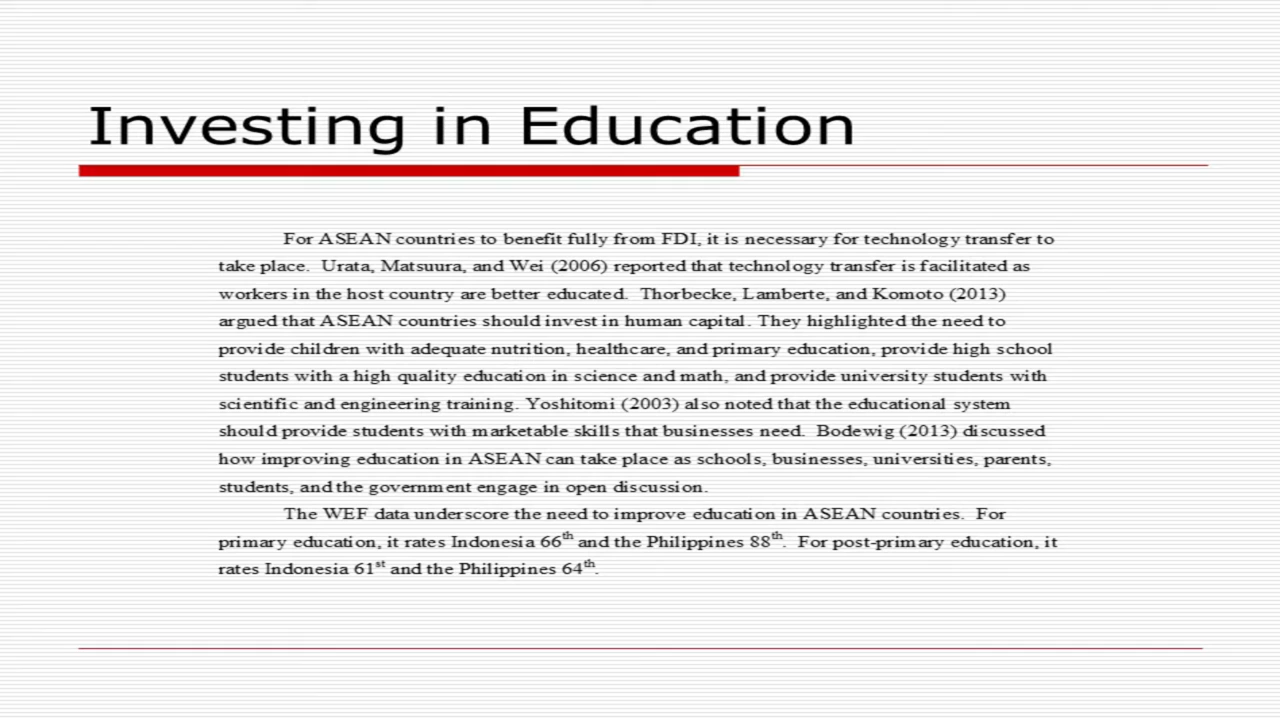 Investing in Education
For ASEAN countries to benefit fully from FDI, it is necessary for technology transfer to
take place. Urata, Matsuura, and Wei (2006) reported that technology transfer is facilitated as
workers in the host country are better educated. Thorbecke, Lamberte, and Komoto (2013)
argued that ASEAN countries should invest in human capital. They highlighted the need to
provide children with adequate nutrition, healthcare, and primary education, provide high school
students with a high quality education in science and math, and provide university students with
scientific and engineering training. Yoshitomi (2003) also noted that the educational system
should provide students with marketable skills that businesses need. Bodewig (2013) discussed
how improving education in ASEAN can take place as schools, businesses, universities, parents,
students, and the government engage in open discussion.
The WEF data underscore the need to improve education in ASEAN countries. For
primary education, it rates Indonesia 66th and the Philippines 88th. For post-primary education, it
rates Indonesia 61st and the Philippines 64th.